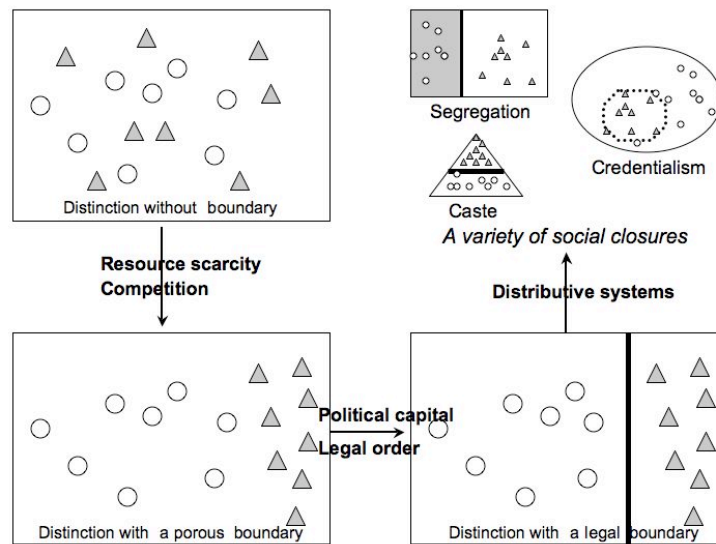 Distinction without boundary
Resource scarcity
Competition
Distinction with a porous boundary
Political capital
Legal order
Distinction with a legal boundary
Distributive systems
A variety of social closures
Segregation
Caste
Credentialism